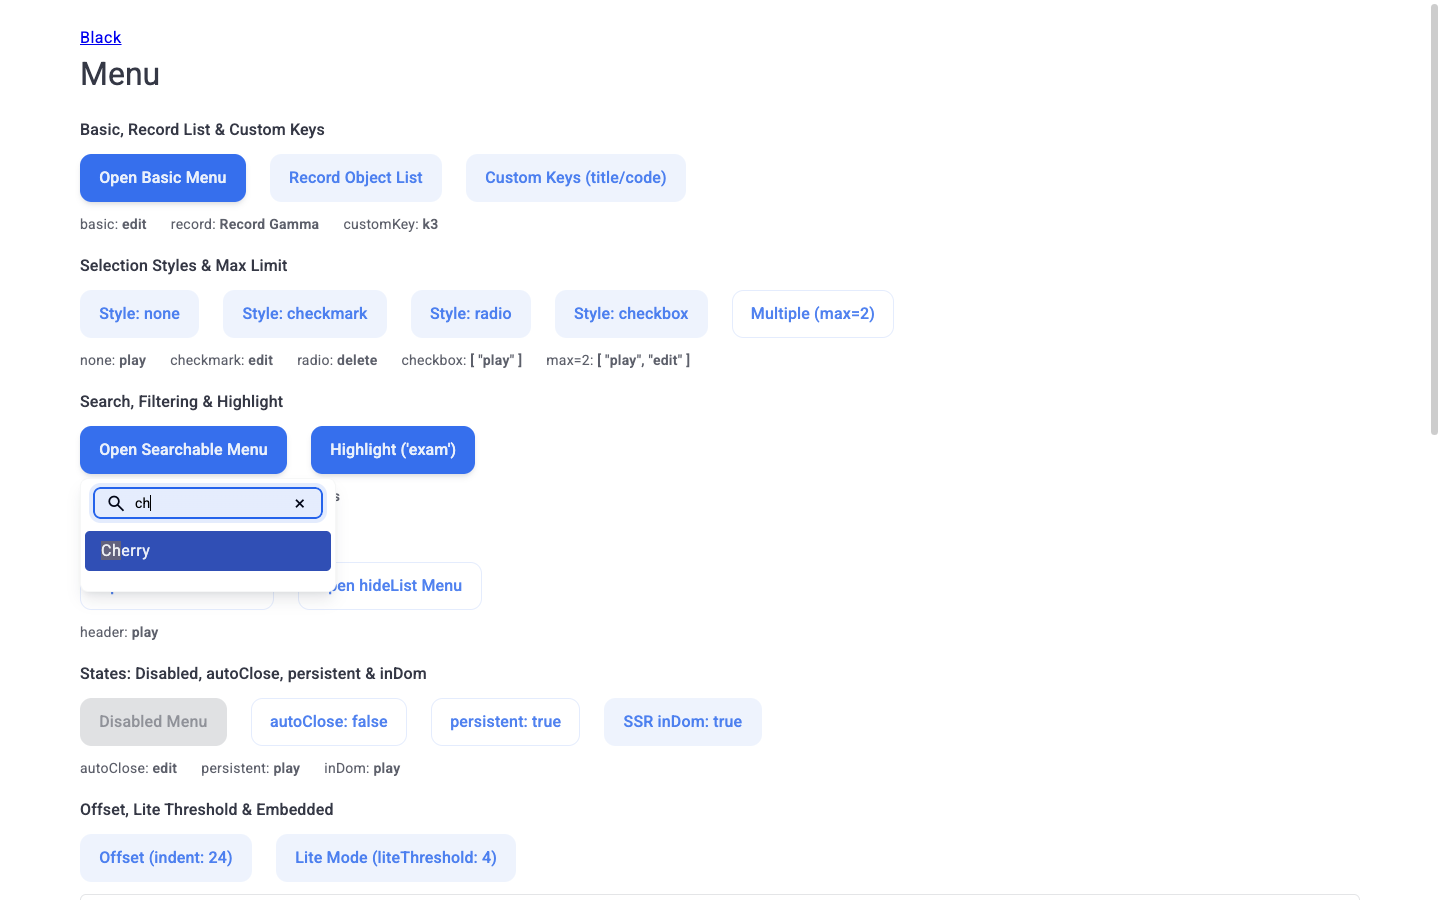 Black
Menu
Basic, Record List & Custom Keys
Open Basic Menu
Record Object List
Custom Keys (title/code)
basic: edit
record: Record Gamma
customKey: k3
Selection Styles & Max Limit
Style: none
Style: checkmark
Style: radio
Style: checkbox
Multiple (max=2)
none: play
checkmark: edit
radio: delete
checkbox: [ "play" ]
max=2: [ "play", "edit" ]
Search, Filtering & Highlight
Open Searchable Menu
Highlight ('exam')
ch
Cherry
pen hideList Menu
header: play
States: Disabled, autoClose, persistent & inDom
Disabled Menu
autoClose: false
persistent: true
SSR inDom: true
autoClose: edit
persistent: play
inDom: play
Offset, Lite Threshold & Embedded
Offset (indent: 24)
Lite Mode (liteThreshold: 4)